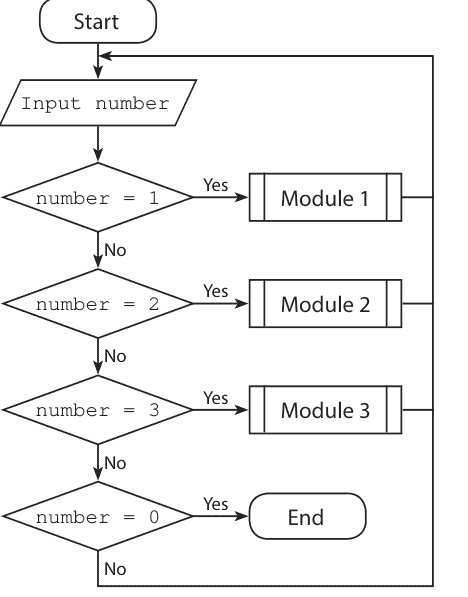 Start
Input number
number = 1
Yes
Module 1
No
number = 2
Yes
Module 2
No
number = 3
Yes
Module 3
No
number = 0
Yes
End
No